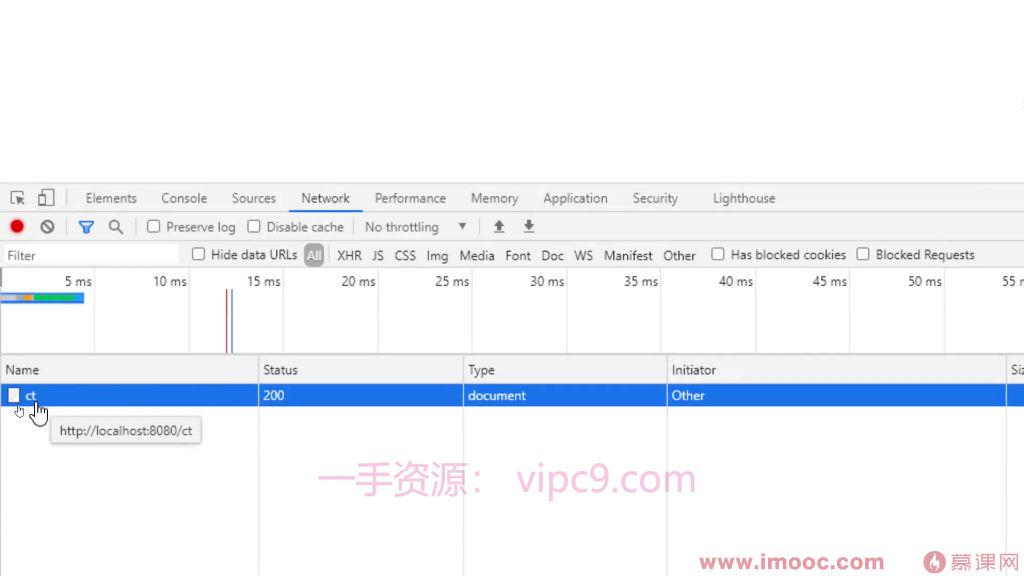 Elements Console Sources Network Performance Memory Application Security Lighthouse
Preserve log Disable cache No throttling ▼
Filter Hide data URLs All XHR JS CSS Img Media Font Doc WS Manifest Other Has blocked cookies Blocked Requests
5 ms 10 ms 15 ms 20 ms 25 ms 30 ms 35 ms 40 ms 45 ms 50 ms 55 m
Name Status Type Initiator Siz
ct 200 document Other
http://localhost:8080/ct
一手资源: vipc9.com
www.imooc.com 慕课网